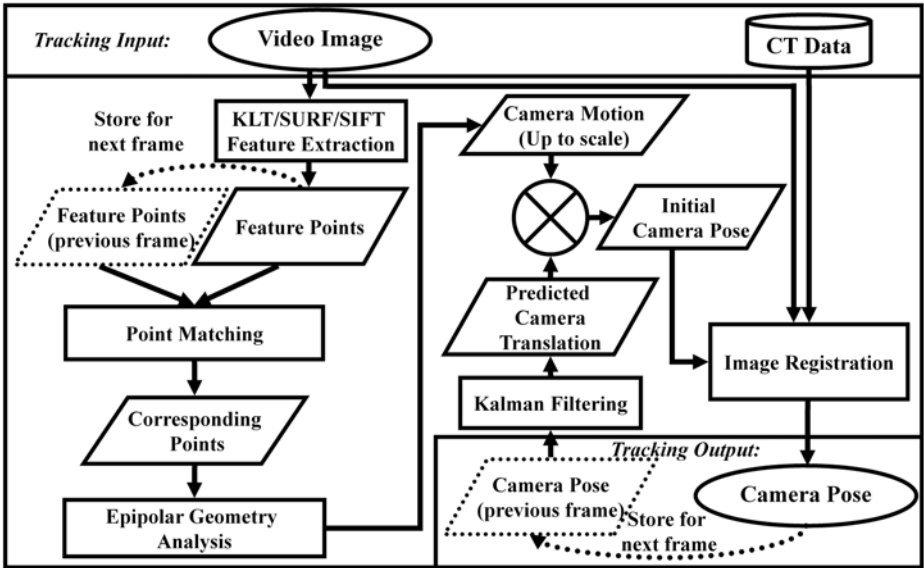 Tracking Input:
Video Image
CT Data
KLT/SURF/SIFT
Feature Extraction
Store for
next frame
Feature Points
(previous frame)
Feature Points
Point Matching
Corresponding
Points
Epipolar Geometry
Analysis
Camera Motion
(Up to scale)
Initial
Camera Pose
Predicted
Camera
Translation
Kalman Filtering
Image Registration
Tracking Output:
Camera Pose
(previous frame)
Camera Pose
Store for
next frame